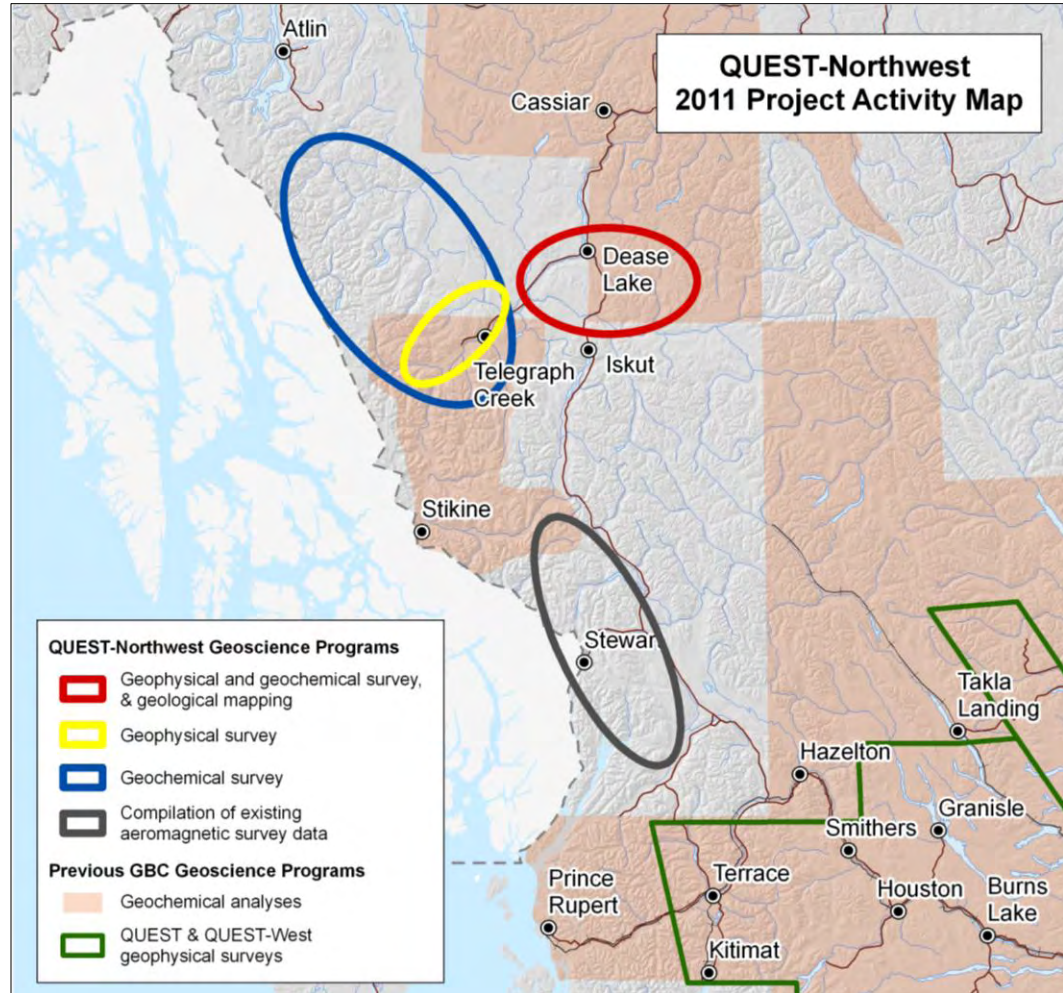 QUEST-Northwest
2011 Project Activity Map
Atlin
Cassiar
Dease
Lake
Telegraph
Creek
Iskut
Stikine
Stewart
Takla
Landing
Hazelton
Granisle
Smithers
Prince
Rupert
Terrace
Houston
Burns
Lake
Kitimat
QUEST-Northwest Geoscience Programs
Geophysical and geochemical survey,
& geological mapping
Geophysical survey
Geochemical survey
Compilation of existing
aeromagnetic survey data
Previous GBC Geoscience Programs
Geochemical analyses
QUEST & QUEST-West
geophysical surveys